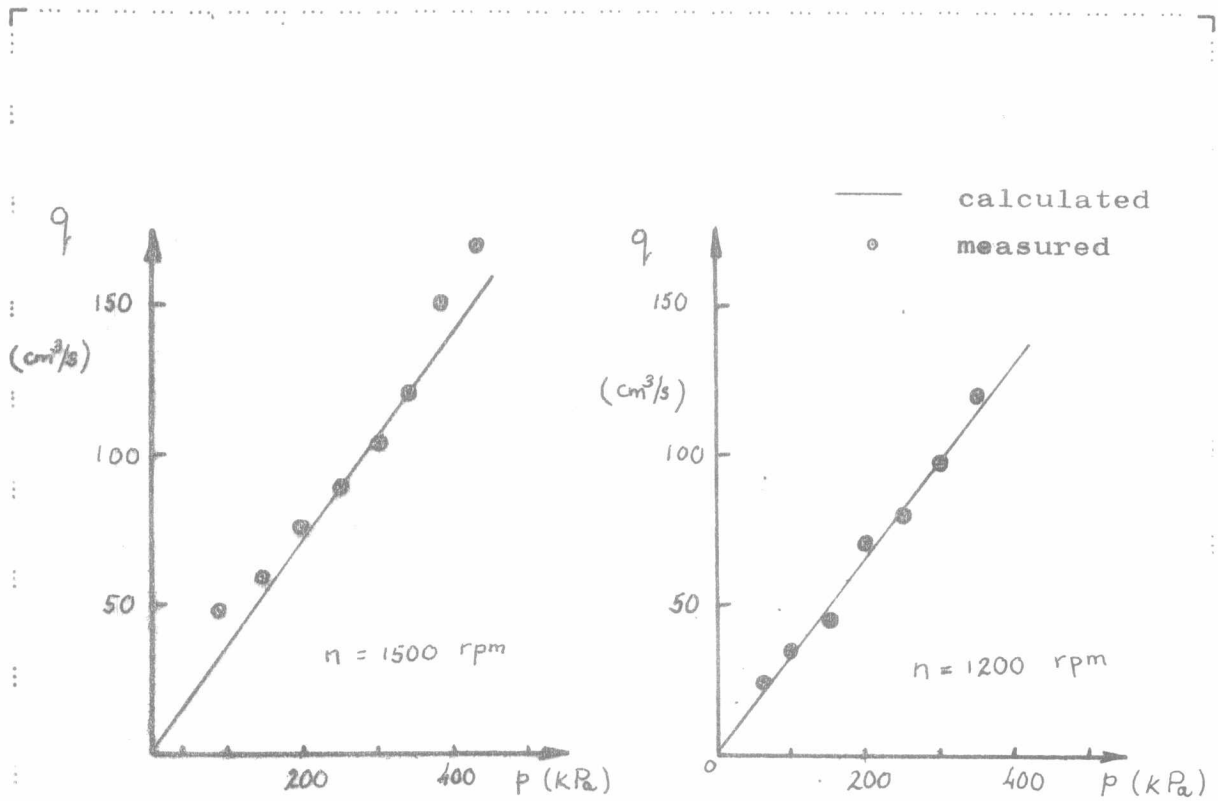 calculated
measured
q
150
(cm³/s)
100
50
n = 1500 rpm
200 400 p (kPa)
q
150
(cm³/s)
100
50
n = 1200 rpm
0 200 400 p (kPa)